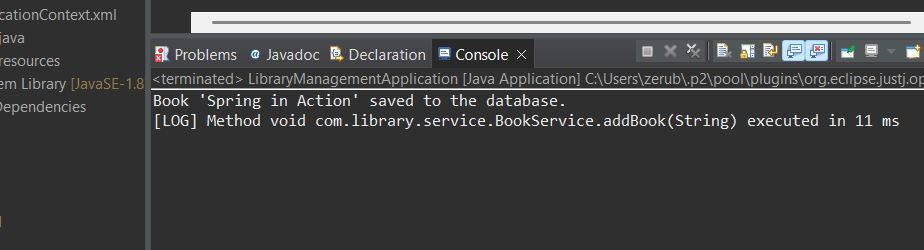 cationContext.xml
java
resources
em Library [JavaSE-1.8
Dependencies
Problems @ Javadoc Declaration Console
<terminated> LibraryManagementApplication [Java Application] C:\Users\zerub\.p2\pool\plugins\org.eclipse.justj.op
Book 'Spring in Action' saved to the database.
[LOG] Method void com.library.service.BookService.addBook(String) executed in 11 ms